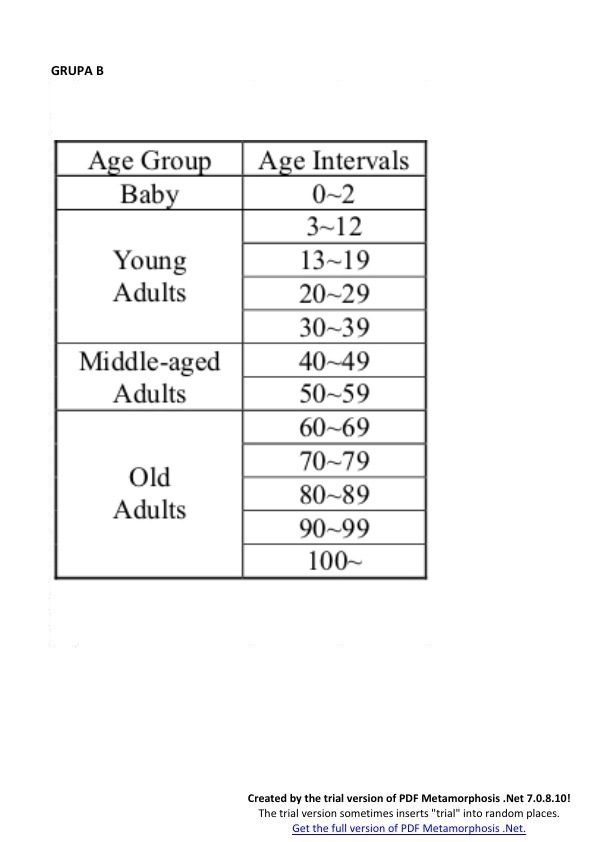 GRUPA B
Age Group Age Intervals
Baby 0~2
3~12
Young 13~19
Adults 20~29
30~39
Middle-aged 40~49
Adults 50~59
60~69
70~79
Old
80~89
Adults
90~99
100~
Created by the trial version of PDF Metamorphosis .Net 7.0.8.10!
The trial version sometimes inserts "trial" into random places.
Get the full version of PDF Metamorphosis .Net.